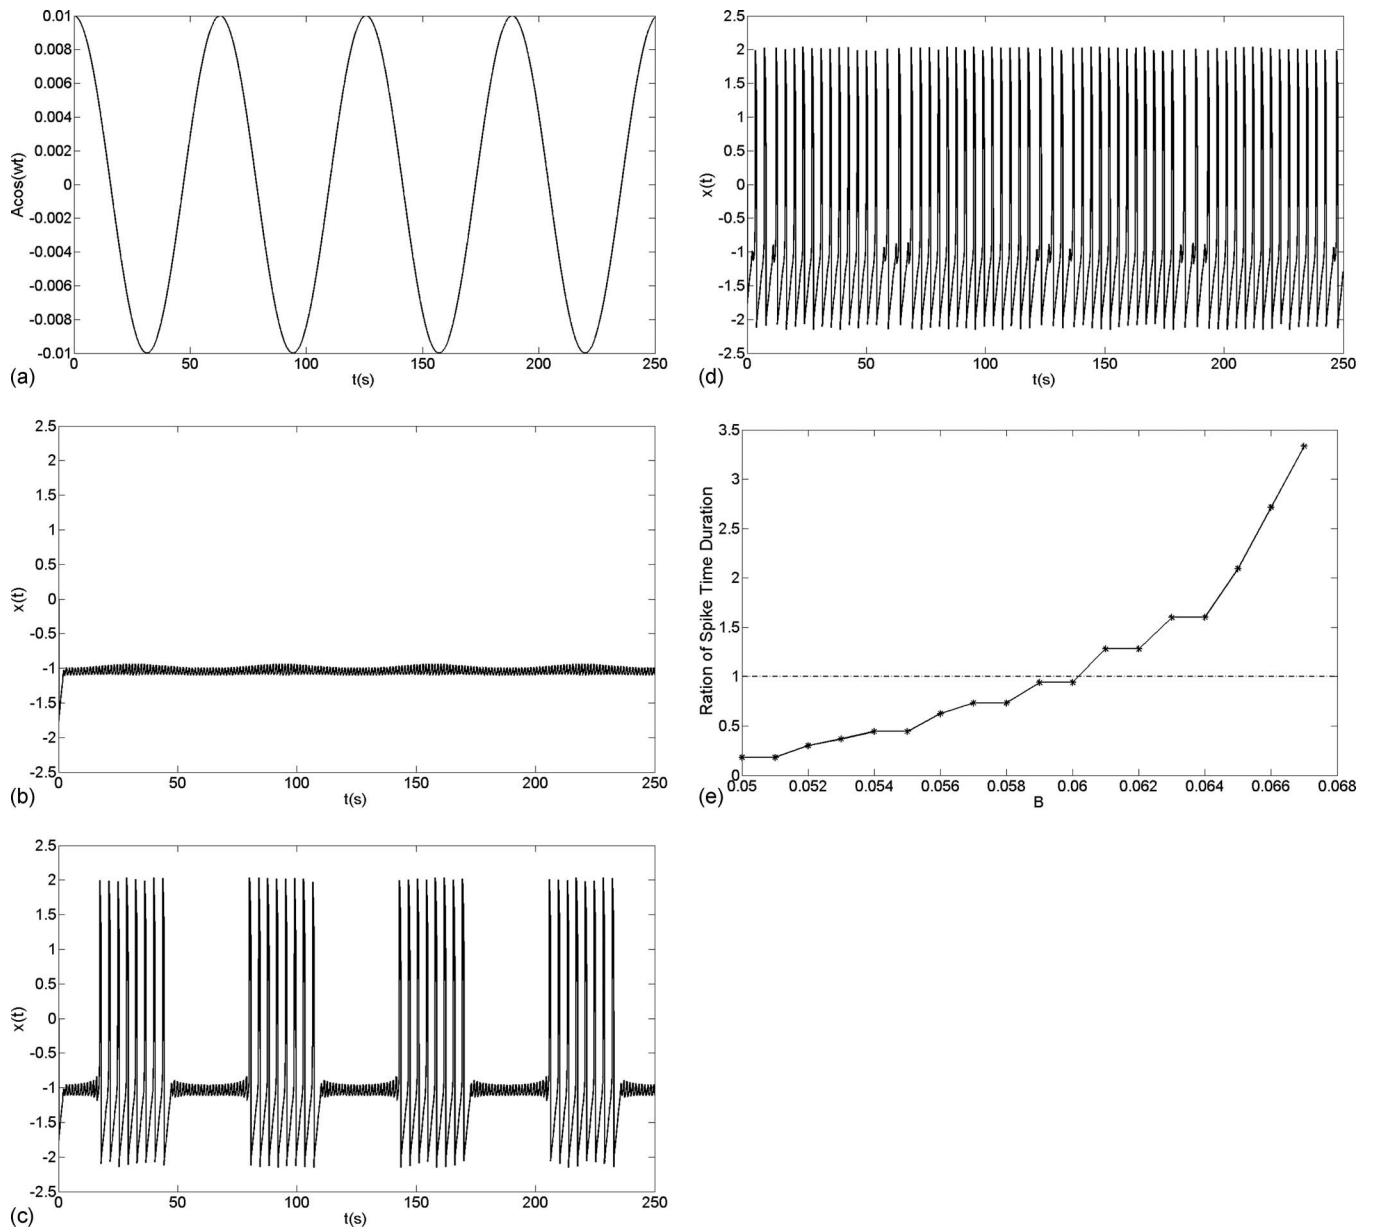 0.01
0.008
0.006
0.004
0.002
0
-0.002
-0.004
-0.006
-0.008
-0.01
Acos(wt)
0 50 100 150 200 250
t(s)
(a)
2.5
2
1.5
1
0.5
0
-0.5
-1
-1.5
-2
-2.5
x(t)
0 50 100 150 200 250
t(s)
(b)
2.5
2
1.5
1
0.5
0
-0.5
-1
-1.5
-2
-2.5
x(t)
0 50 100 150 200 250
t(s)
(c)
2.5
2
1.5
1
0.5
0
-0.5
-1
-1.5
-2
-2.5
x(t)
0 50 100 150 200 250
t(s)
(d)
3.5
3
2.5
2
1.5
1
0.5
0
Ration of Spike Time Duration
0.05 0.052 0.054 0.056 0.058 0.06 0.062 0.064 0.066 0.068
B
(e)